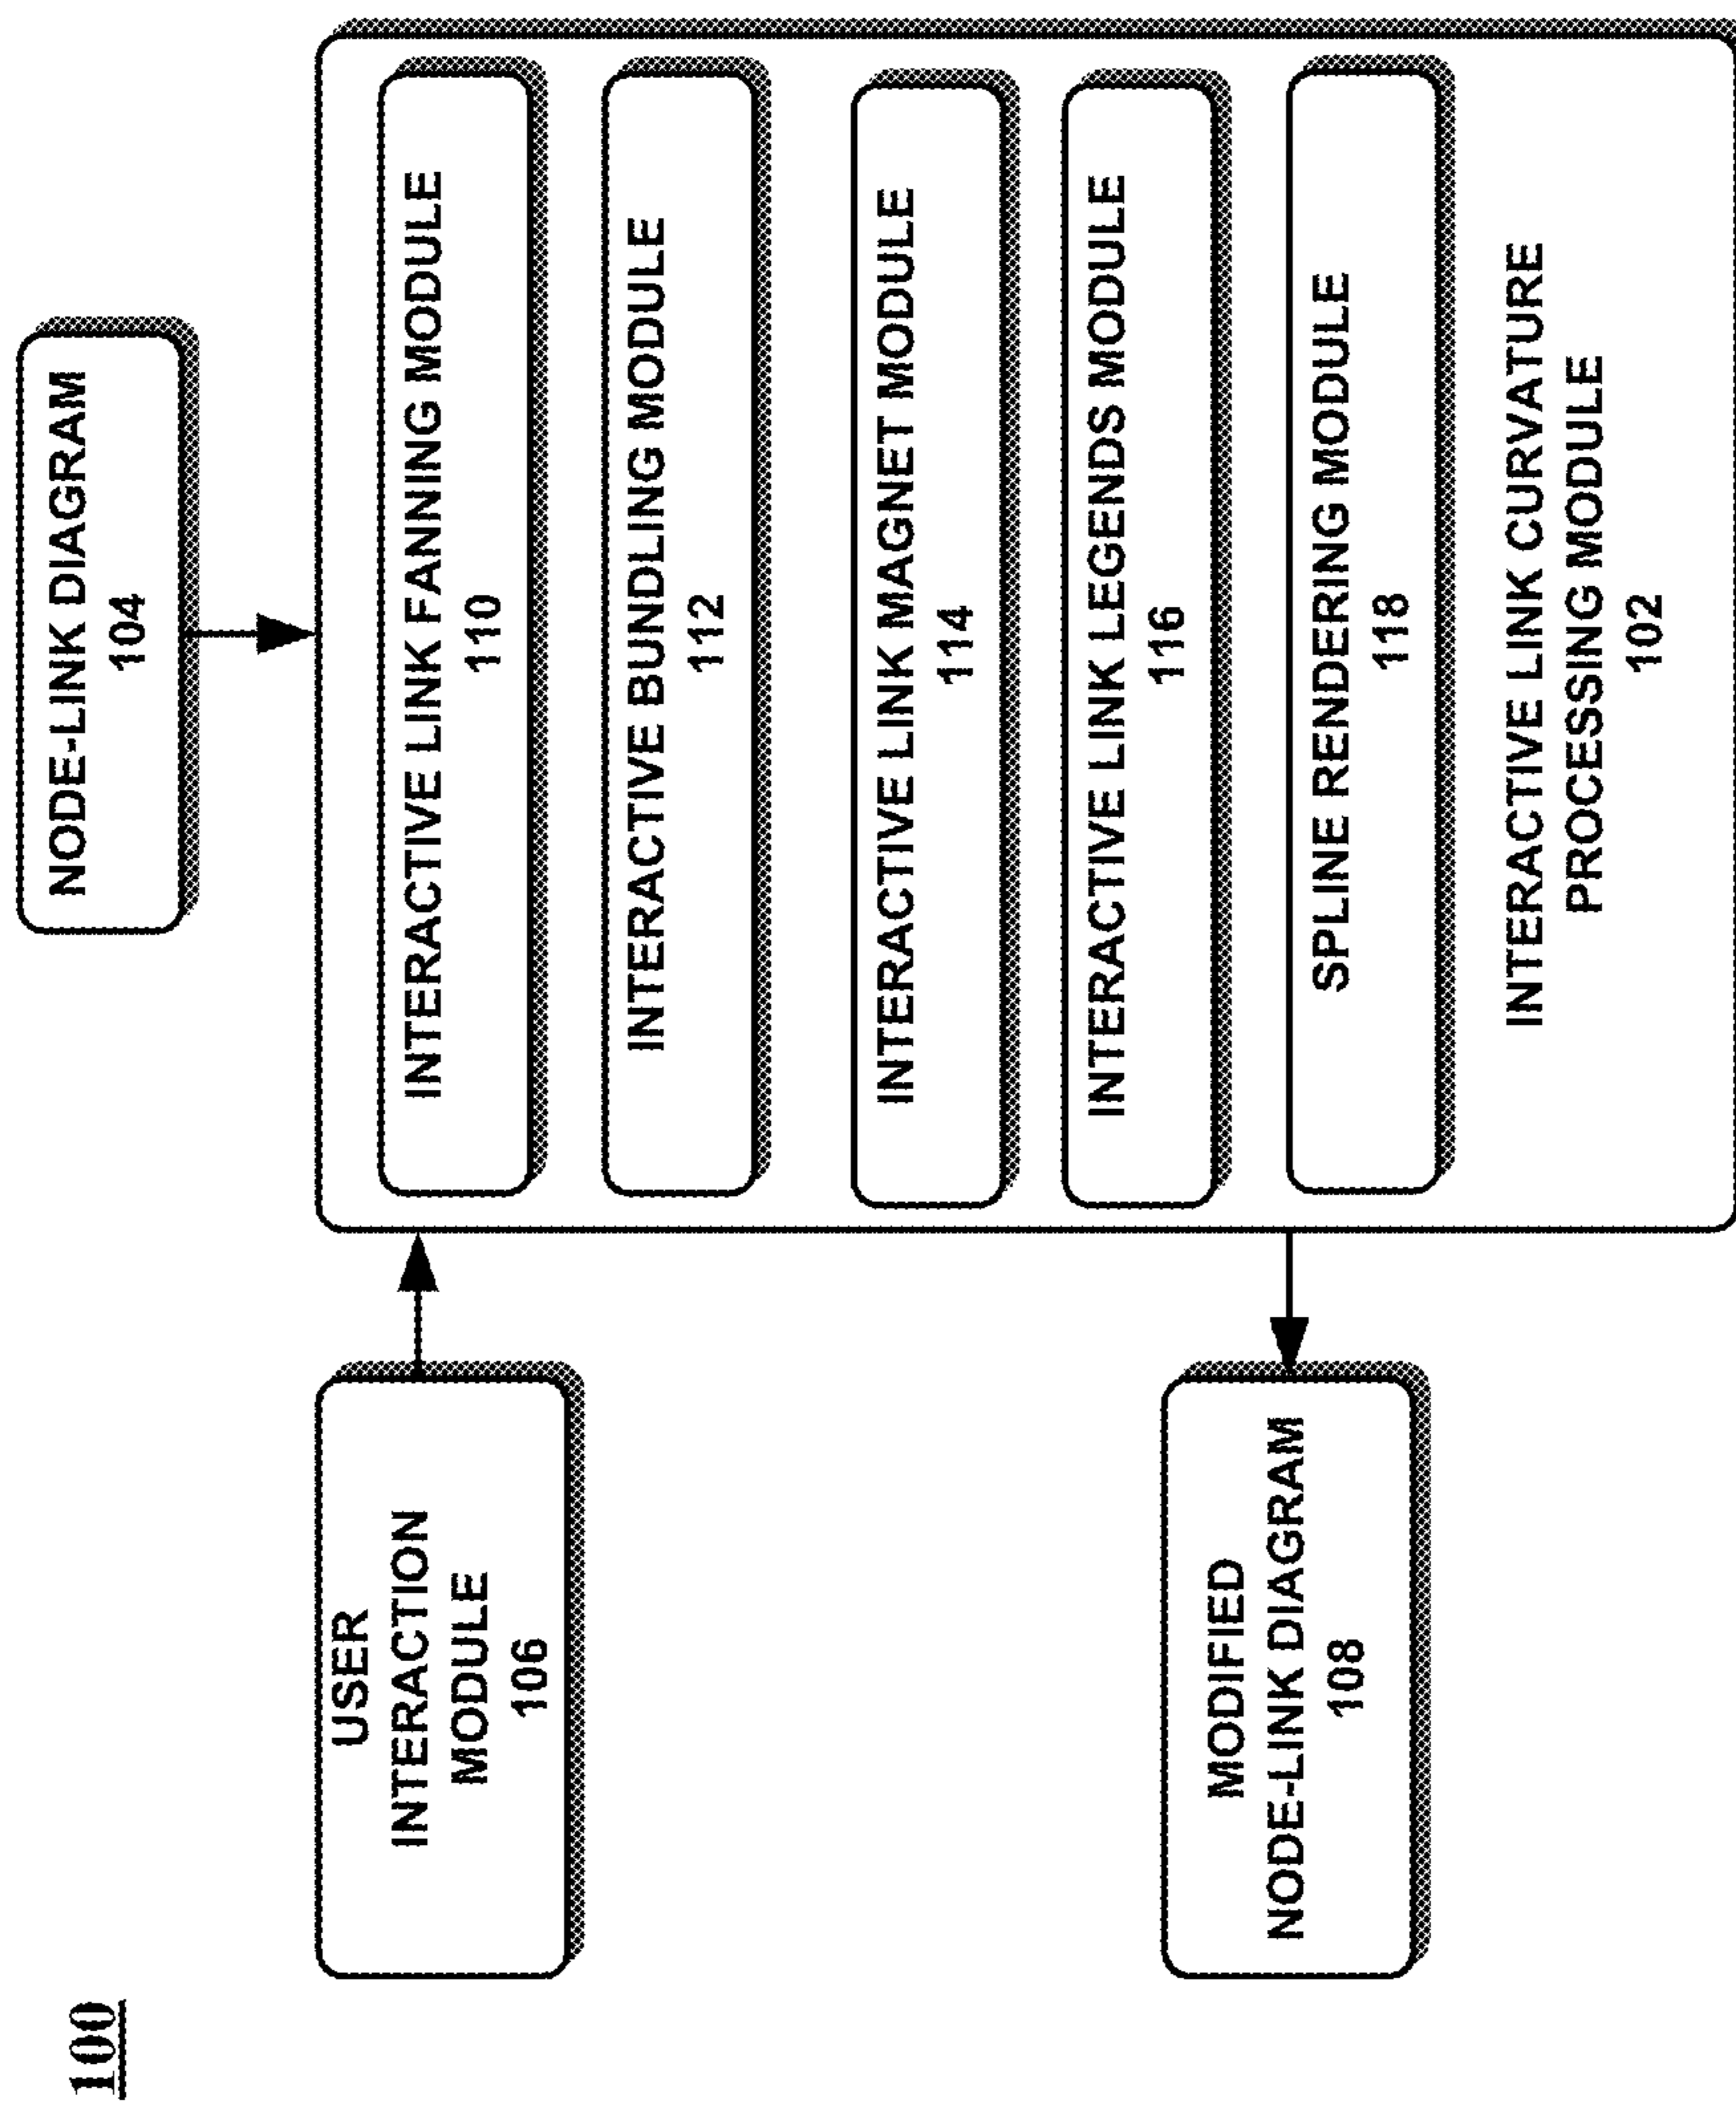 100
NODE-LINK DIAGRAM
104
USER
INTERACTION
MODULE
106
INTERACTIVE LINK FANNING MODULE
110
INTERACTIVE BUNDLING MODULE
112
INTERACTIVE LINK MAGNET MODULE
114
INTERACTIVE LINK LEGENDS MODULE
116
MODIFIED
NODE-LINK DIAGRAM
108
SPLINE RENDERING MODULE
118
INTERACTIVE LINK CURVATURE
PROCESSING MODULE
102